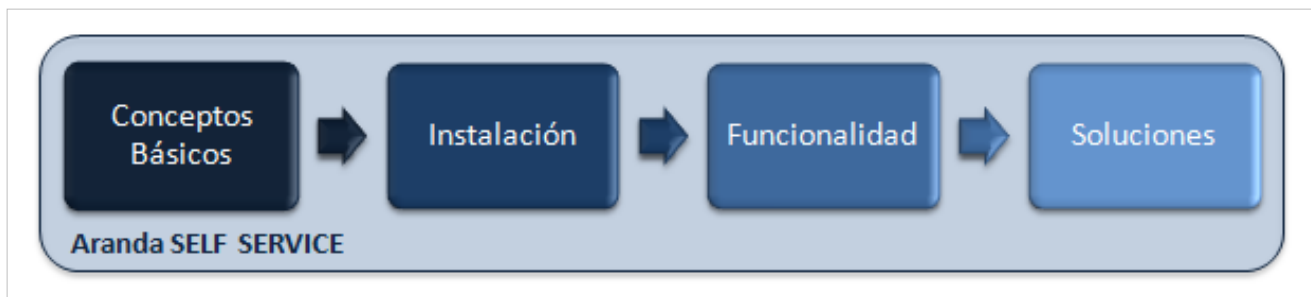 Conceptos
Básicos
Instalación
Funcionalidad
Soluciones
Aranda SELF SERVICE